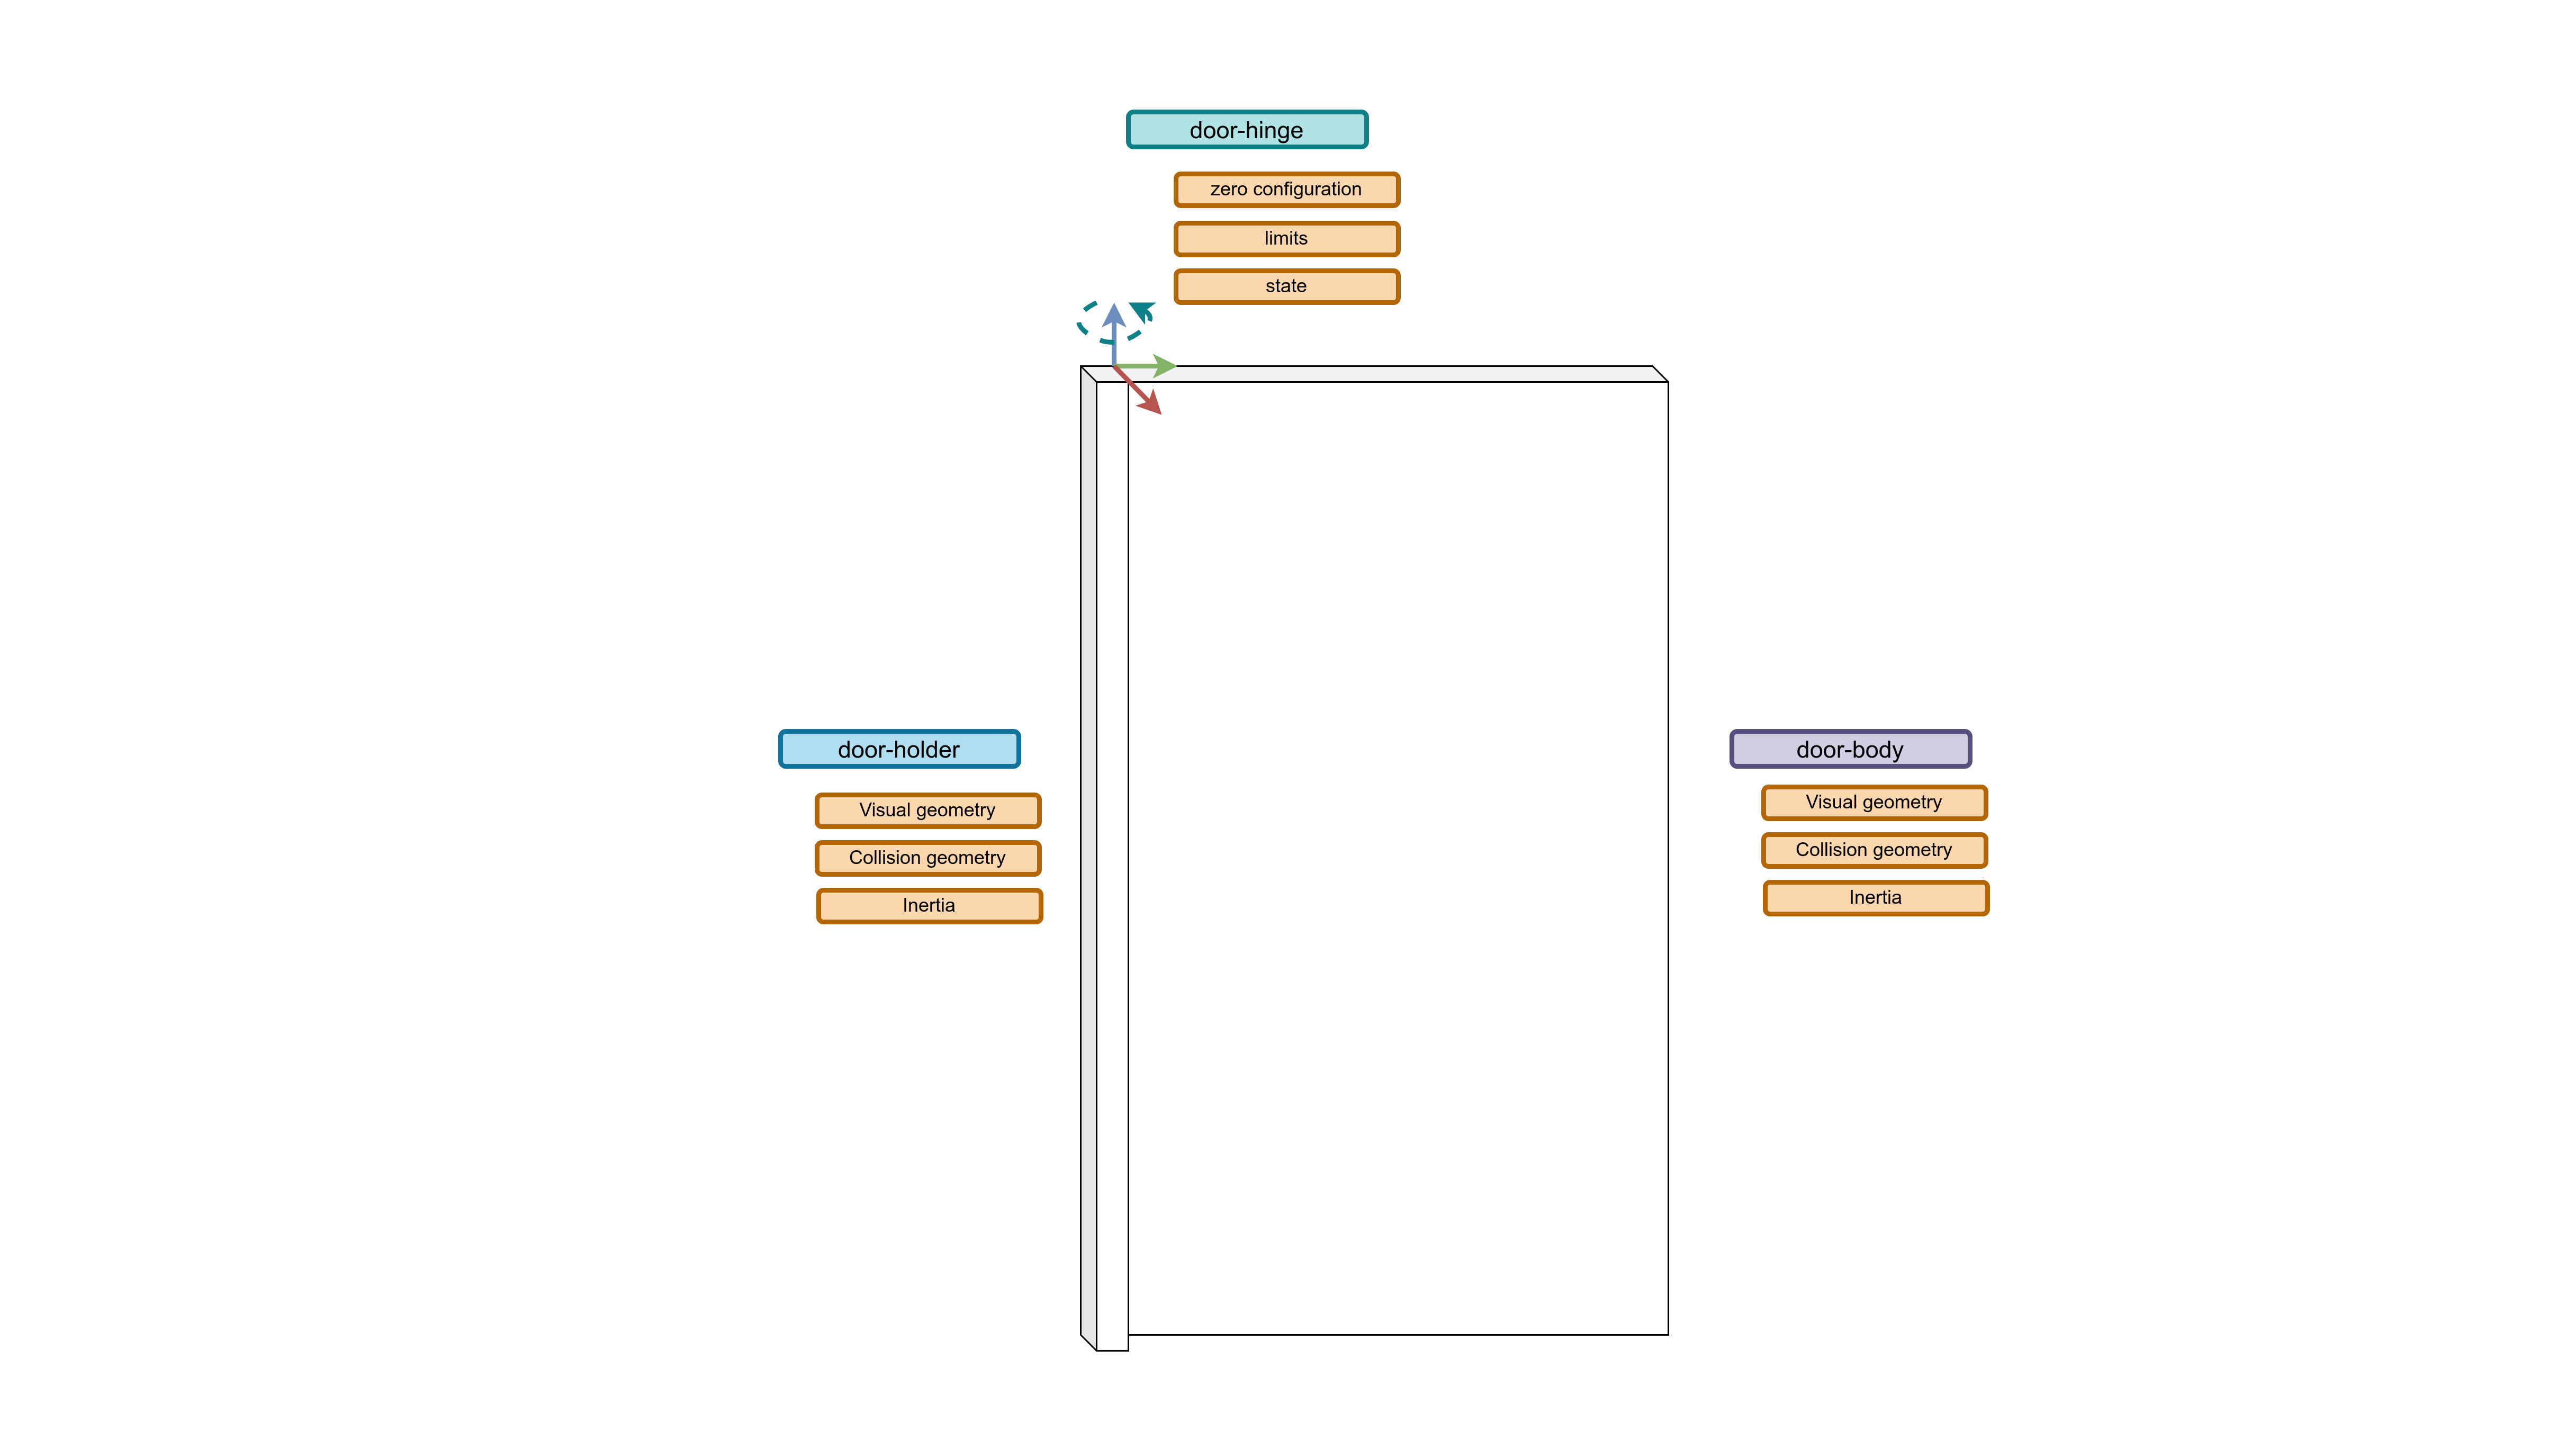 door-hinge
zero configuration
limits
state
door-holder
Visual geometry
Collision geometry
Inertia
door-body
Visual geometry
Collision geometry
Inertia